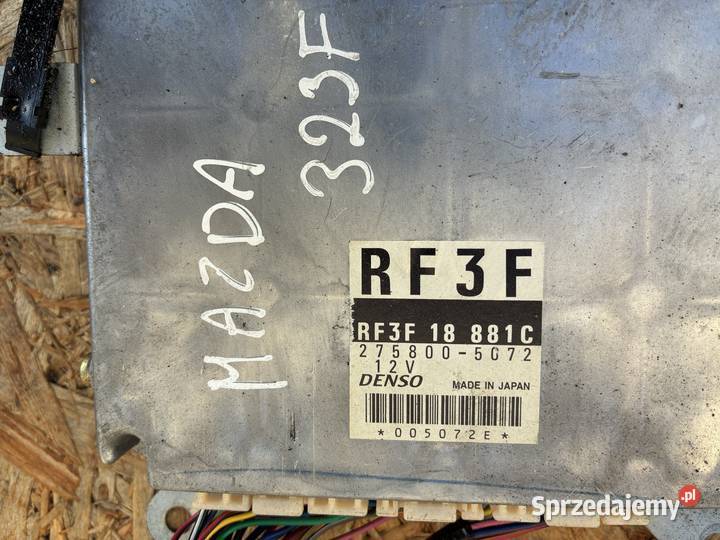 MAZDA
323F
RF3F
RF3F 18 881C
275800-5072
12V
DENSO MADE IN JAPAN
*005072E*
Sprzedajemy.pl